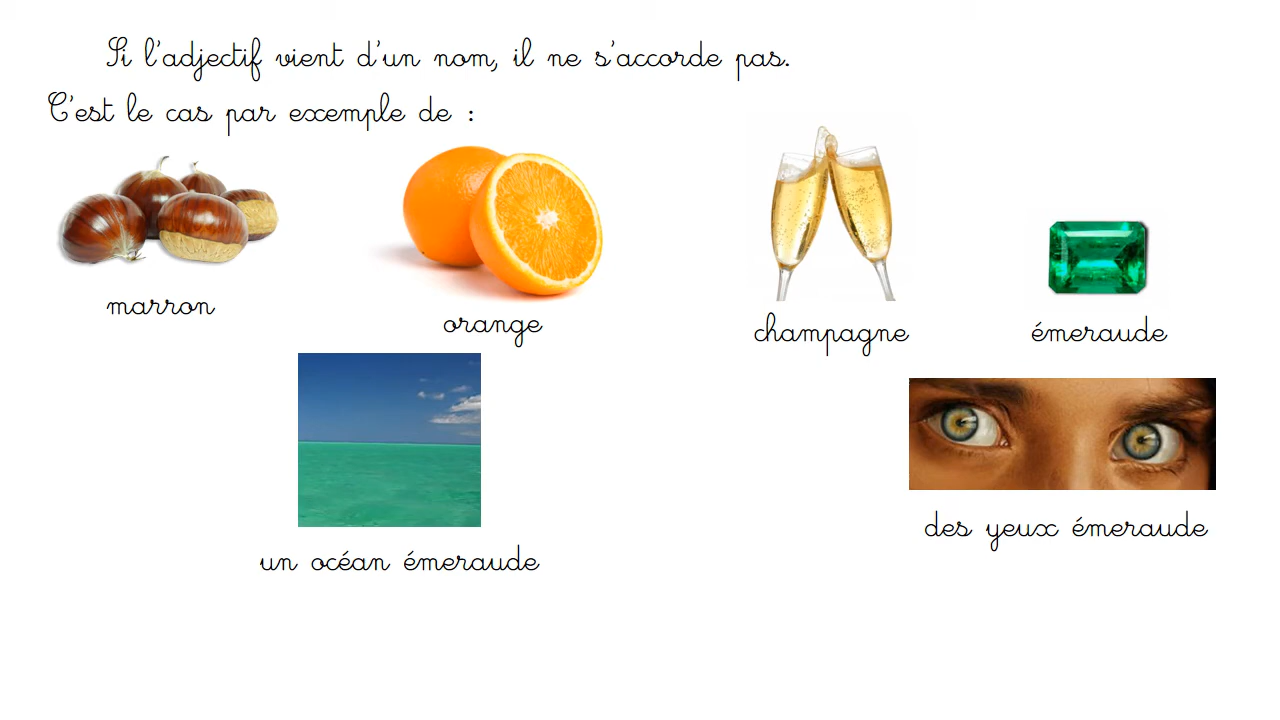 Si l'adjectif vient d'un nom, il ne s'accorde pas.
C'est le cas par exemple de :
marron
orange
champagne
émeraude
un océan émeraude
des yeux émeraude